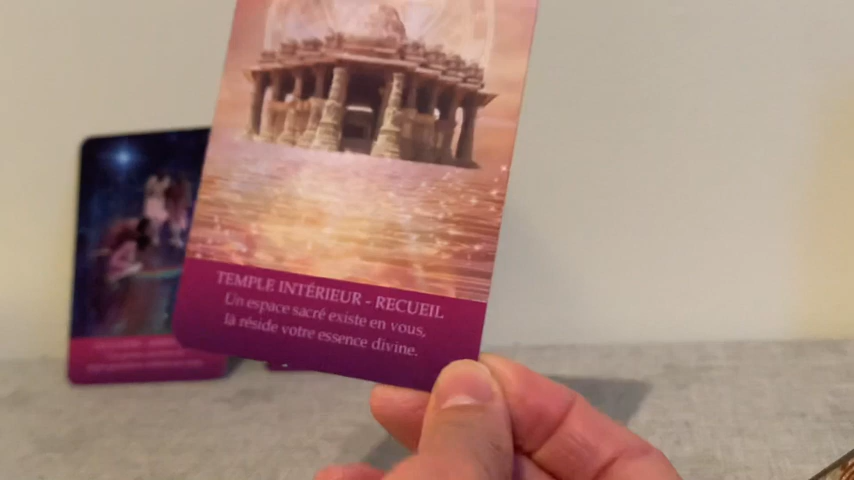 TEMPLE INTÉRIEUR - RECUEIL
Un espace sacré existe en vous,
là réside votre essence divine.